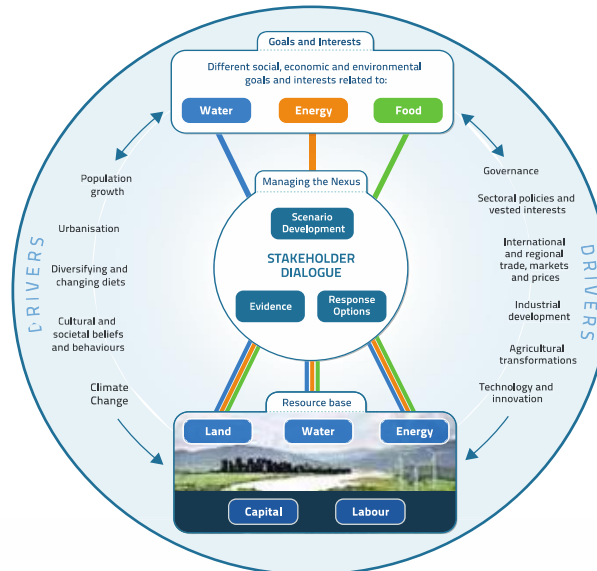 Goals and Interests
Different social, economic and environmental
goals and interests related to:
Water
Energy
Food
DRIVERS
Population
growth
Urbanisation
Diversifying and
changing diets
Cultural and
societal beliefs
and behaviours
Climate
Change
Managing the Nexus
Scenario
Development
STAKEHOLDER
DIALOGUE
Evidence
Response
Options
Governance
Sectoral policies and
vested interests
International
and regional
trade, markets
and prices
Industrial
development
Agricultural
transformations
Technology and
innovation
DRIVERS
Resource base
Land
Water
Energy
Capital
Labour